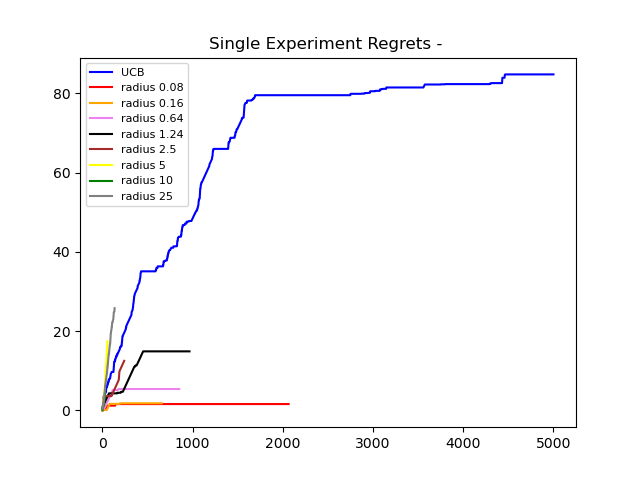 Single Experiment Regrets -
UCB
radius 0.08
radius 0.16
radius 0.64
radius 1.24
radius 2.5
radius 5
radius 10
radius 25
80
60
40
20
0
0 1000 2000 3000 4000 5000